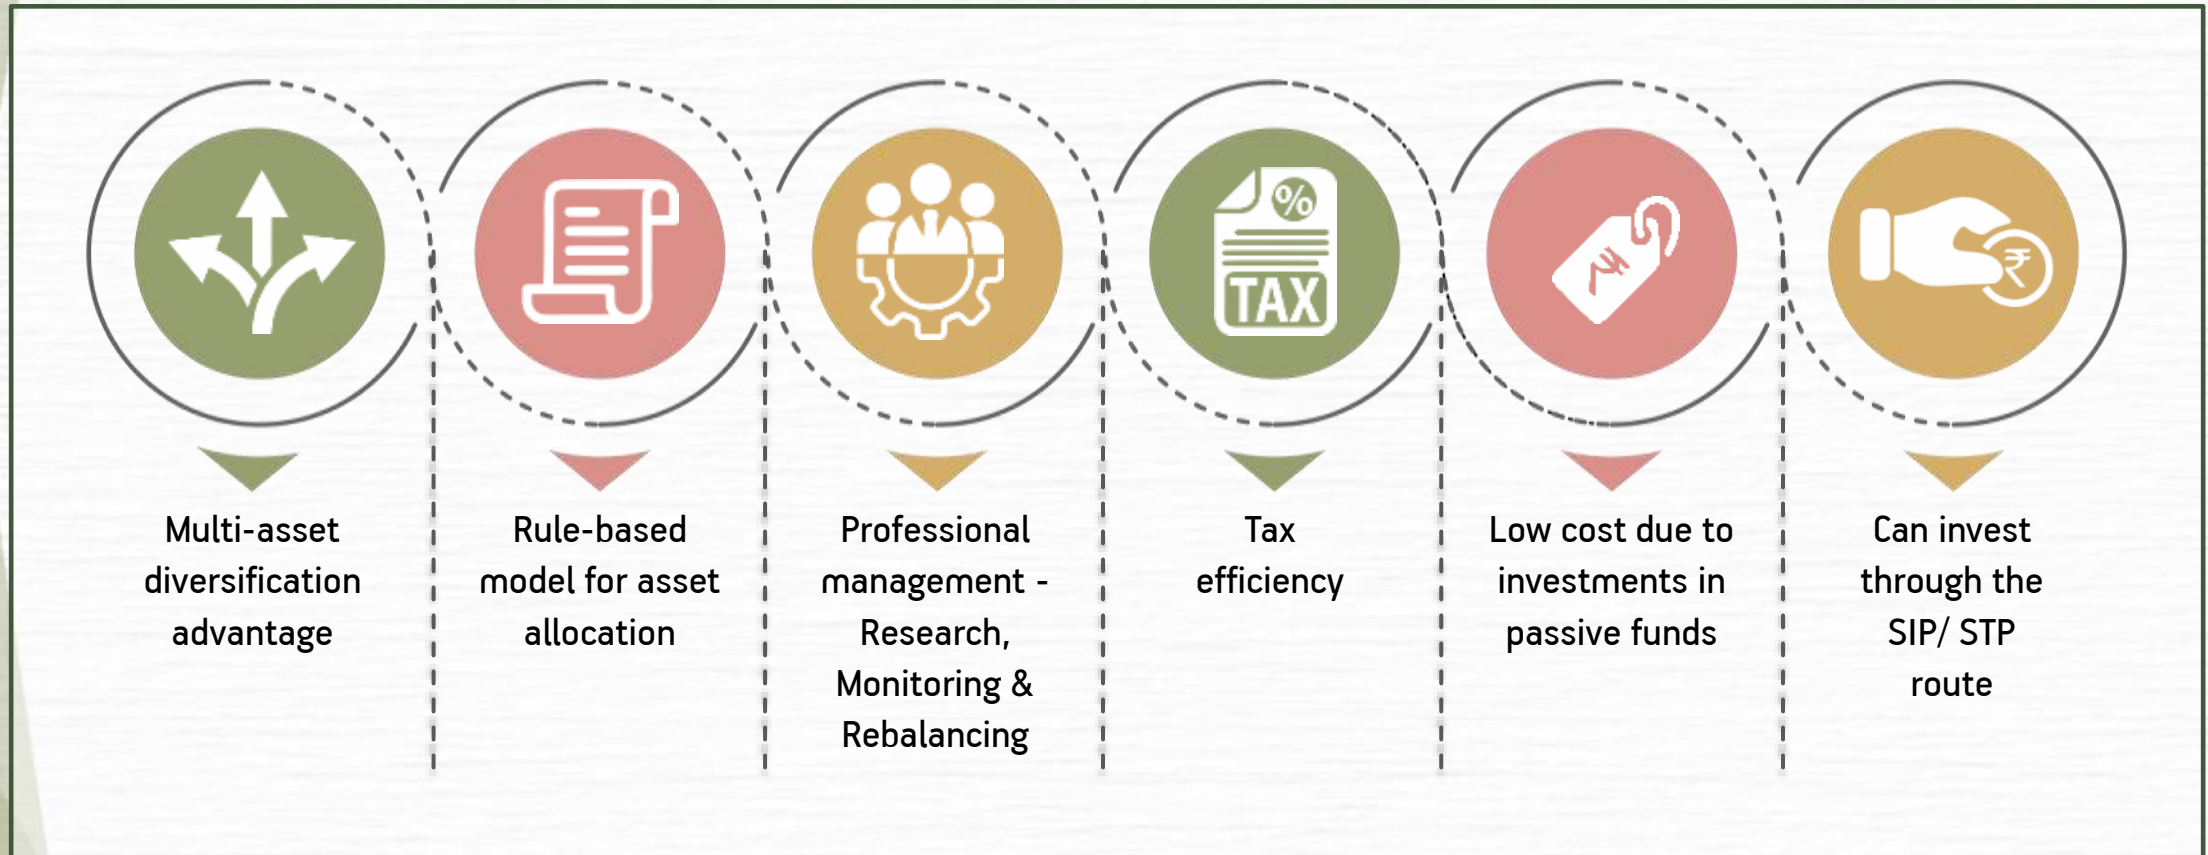 Multi-asset
diversification
advantage
Rule-based
model for asset
allocation
Professional
management -
Research,
Monitoring &
Rebalancing
%
TAX
Tax
efficiency
Low cost due to
investments in
passive funds
₹
Can invest
through the
SIP/ STP
route